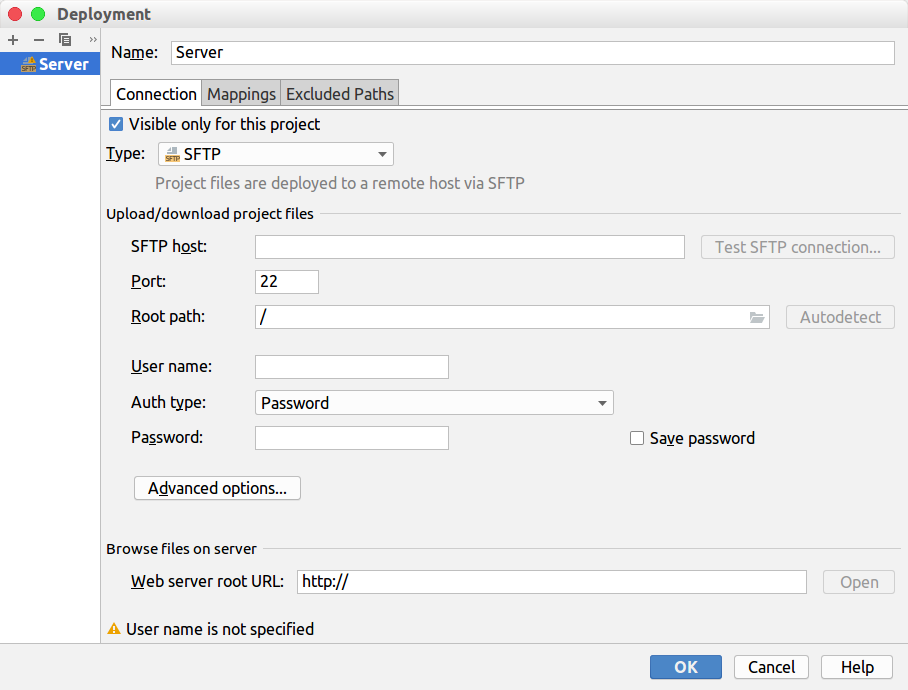 Deployment
Name: Server
Server
Connection Mappings Excluded Paths
Visible only for this project
Type: SFTP SFTP
Project files are deployed to a remote host via SFTP
Upload/download project files
SFTP host: Test SFTP connection...
Port: 22
Root path: / Autodetect
User name:
Auth type: Password
Password: Save password
Advanced options...
Browse files on server
Web server root URL: http:// Open
User name is not specified
OK Cancel Help